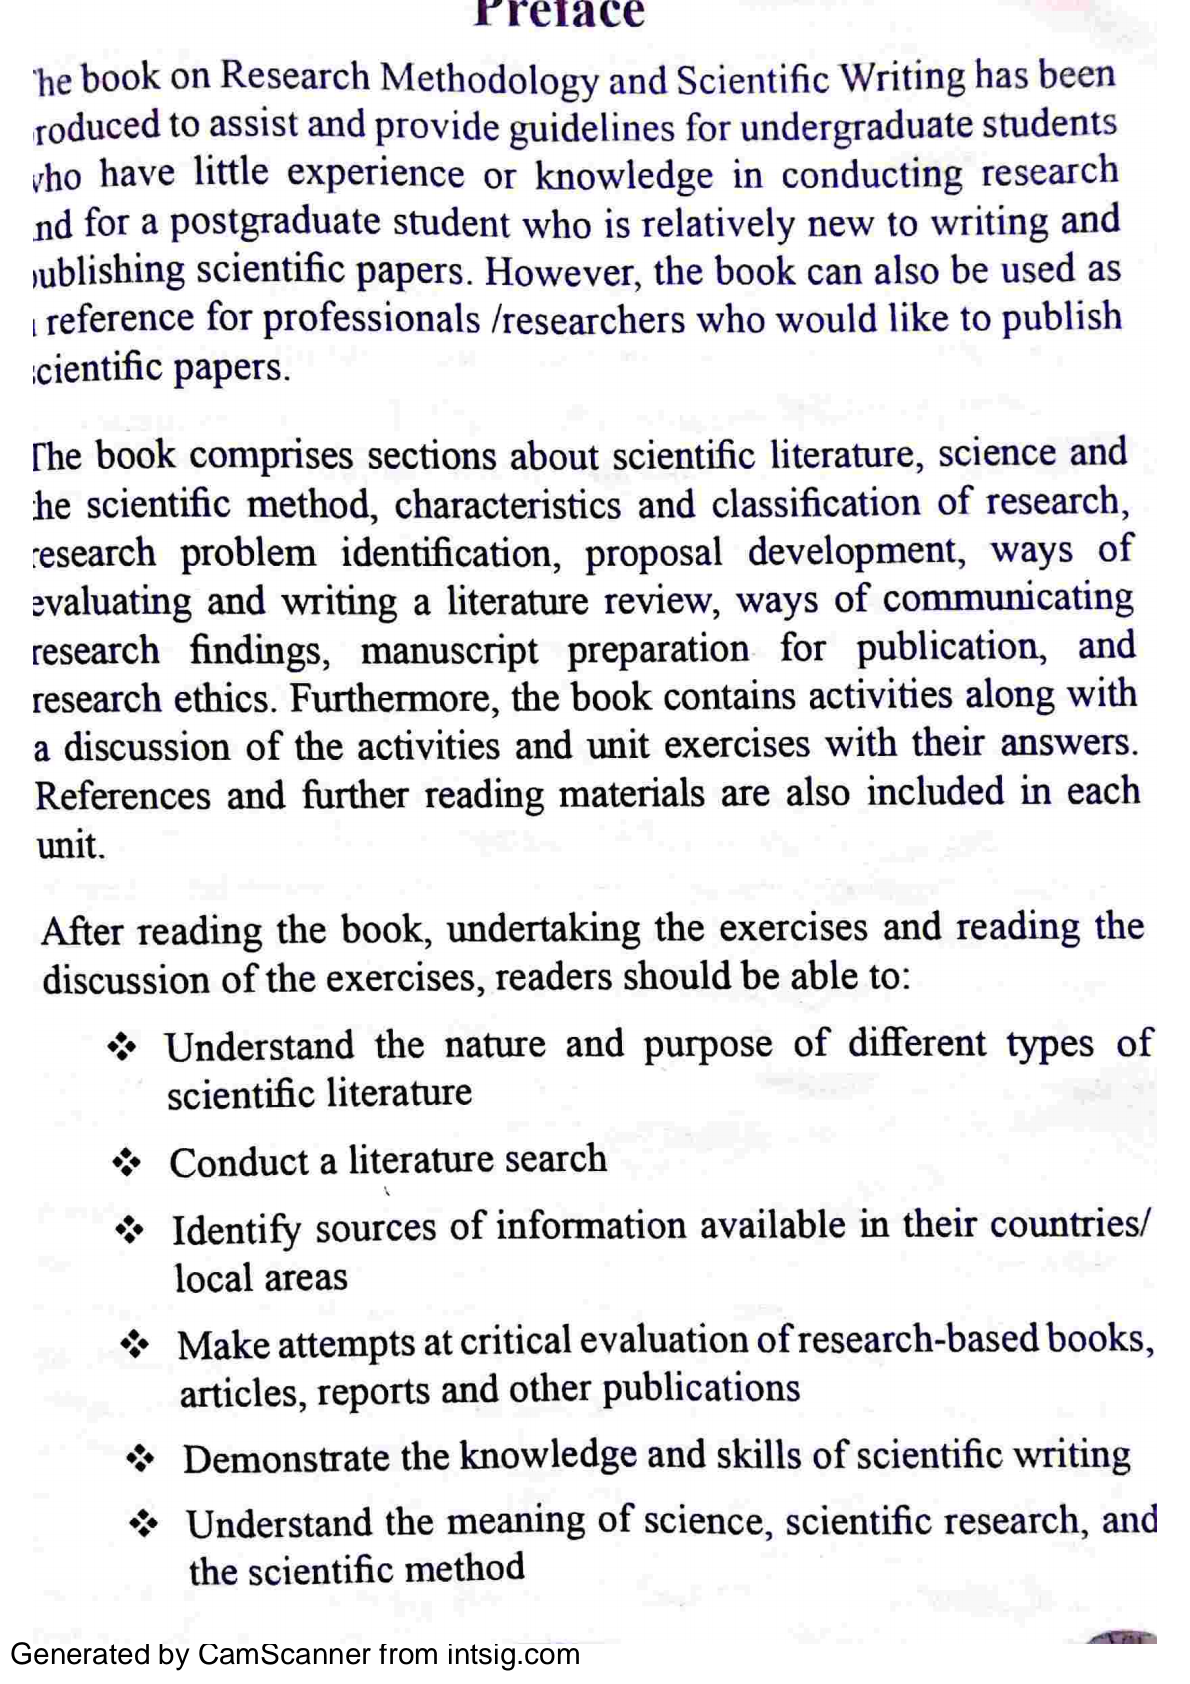 Preface
he book on Research Methodology and Scientific Writing has been
roduced to assist and provide guidelines for undergraduate students
who have little experience or knowledge in conducting research
nd for a postgraduate student who is relatively new to writing and
ublishing scientific papers. However, the book can also be used as
reference for professionals /researchers who would like to publish
cientific papers.
The book comprises sections about scientific literature, science and
he scientific method, characteristics and classification of research,
research problem identification, proposal development, ways of
evaluating and writing a literature review, ways of communicating
research findings, manuscript preparation for publication, and
research ethics. Furthermore, the book contains activities along with
a discussion of the activities and unit exercises with their answers.
References and further reading materials are also included in each
unit.
After reading the book, undertaking the exercises and reading the
discussion of the exercises, readers should be able to:
❖ Understand the nature and purpose of different types of
scientific literature
❖ Conduct a literature search
❖ Identify sources of information available in their countries/
local areas
❖ Make attempts at critical evaluation of research-based books,
articles, reports and other publications
❖ Demonstrate the knowledge and skills of scientific writing
❖ Understand the meaning of science, scientific research, and
the scientific method
Generated by CamScanner from intsig.com